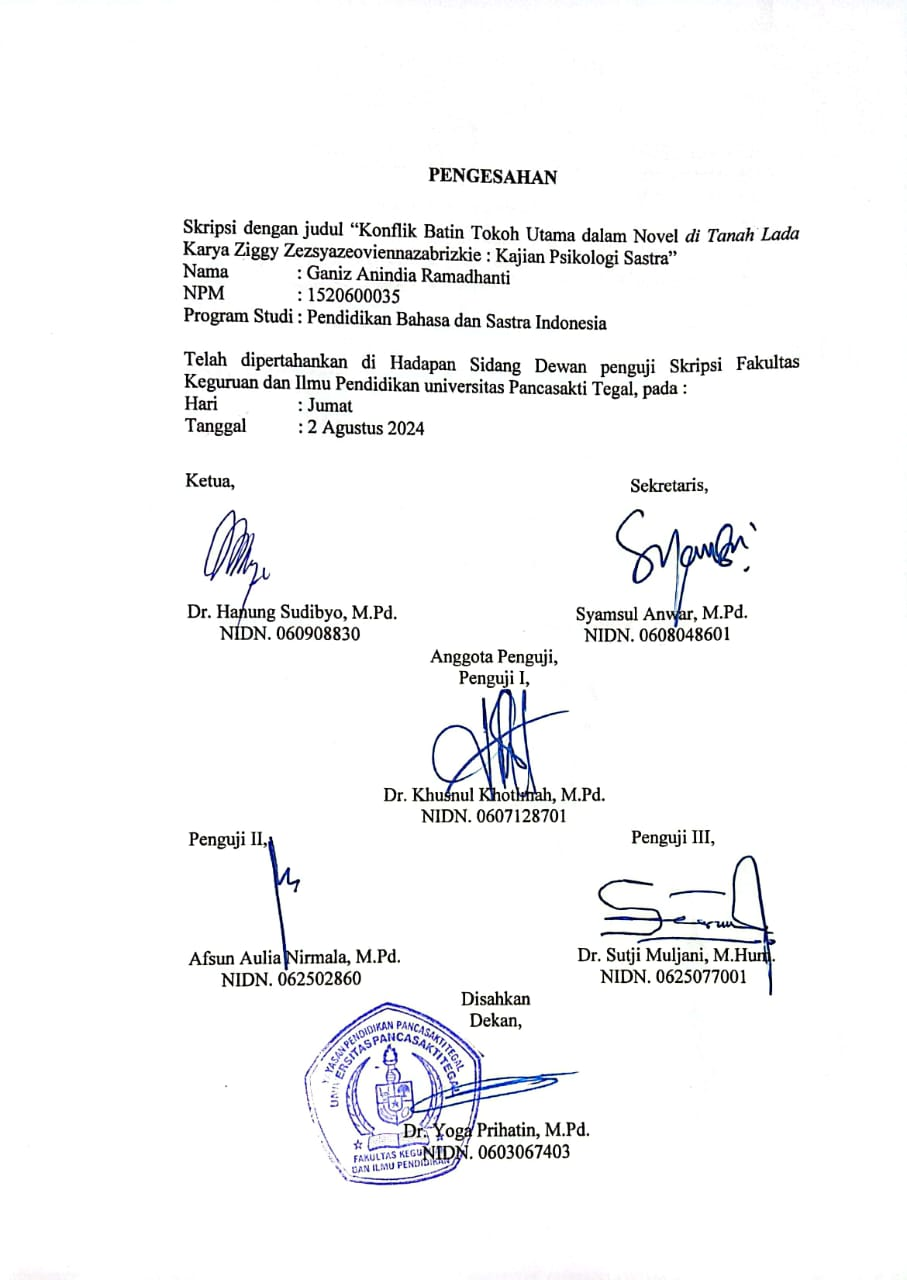 PENGESAHAN
Skripsi dengan judul “Konflik Batin Tokoh Utama dalam Novel di Tanah Lada
Karya Ziggy Zezsyazeoviennazabrizkie : Kajian Psikologi Sastra”
Nama : Ganiz Anindia Ramadhanti
NPM : 1520600035
Program Studi : Pendidikan Bahasa dan Sastra Indonesia
Telah dipertahankan di Hadapan Sidang Dewan penguji Skripsi Fakultas
Keguruan dan Ilmu Pendidikan universitas Pancasakti Tegal, pada :
Hari : Jumat
Tanggal : 2 Agustus 2024
Ketua,
Sekretaris,
Dr. Hanung Sudibyo, M.Pd.
NIDN. 060908830
Syamsul Anwar, M.Pd.
NIDN. 0608048601
Anggota Penguji,
Penguji I,
Dr. Khusnul Khotimah, M.Pd.
NIDN. 0607128701
Penguji II,
Penguji III,
Afsun Aulia Nirmala, M.Pd.
NIDN. 062502860
Dr. Sutji Muljani, M.Hum.
NIDN. 0625077001
Disahkan
Dekan,
YAYASAN PENDIDIKAN PANCASAKTI TEGAL
UNIVERSITAS PANCASAKTI TEGAL
Dr. Yoga Prihatin, M.Pd.
NIDN. 0603067403
FAKULTAS KEGURUAN
DAN ILMU PENDIDIKAN